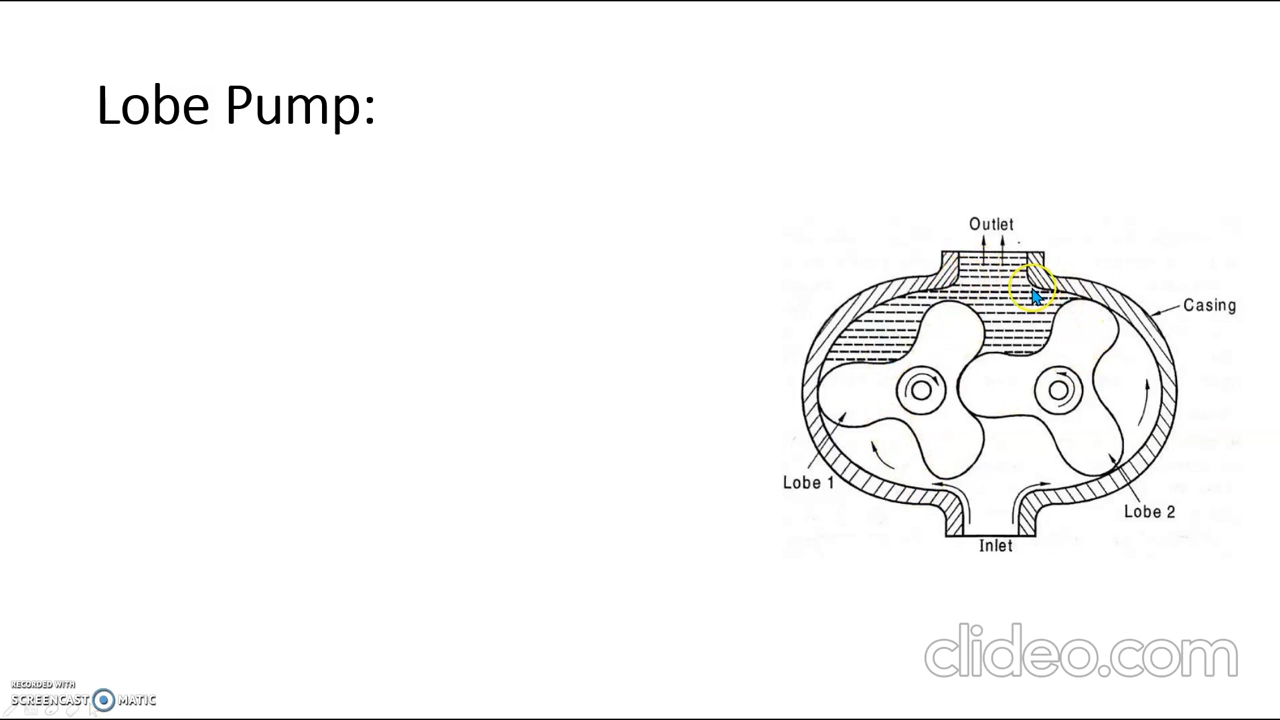 Lobe Pump:
Outlet
Casing
Lobe 1
Lobe 2
Inlet
clideo.com
RECORDED WITH
SCREENCAST MATIC